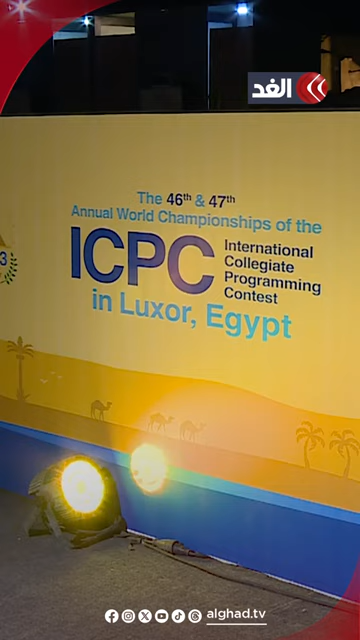 الغد
The 46th & 47th
Annual World Championships of the
ICPC International
Collegiate
Programming
Contest
in Luxor, Egypt
3
alghad.tv